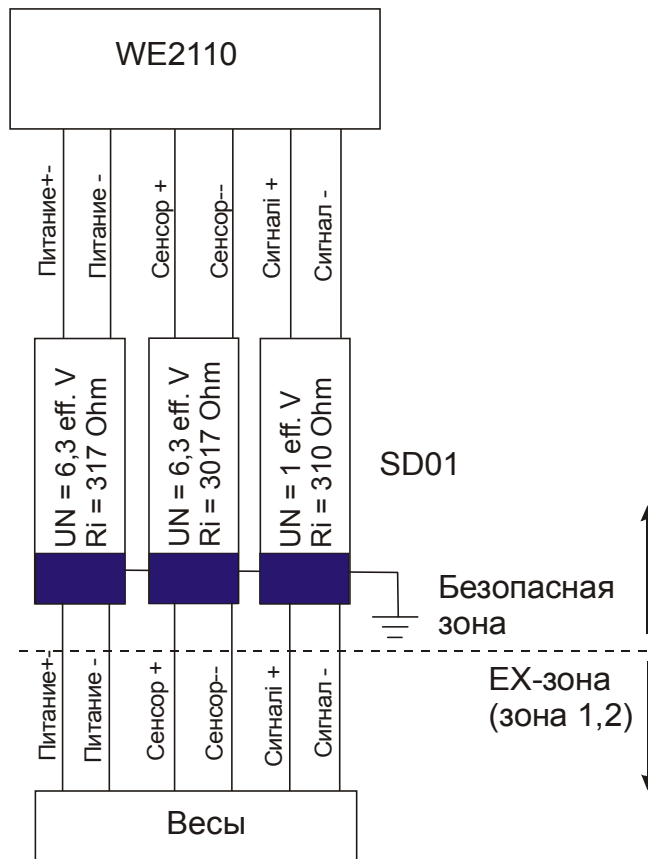 WE2110
Питание+-
Питание -
Сенсор +
Сенсор--
Сигналi +
Сигнал -
UN = 6,3 eff. V
Ri = 317 Ohm
UN = 6,3 eff. V
Ri = 3017 Ohm
UN = 1 eff. V
Ri = 310 Ohm
SD01
Безопасная
зона
EX-зона
(зона 1,2)
Питание+-
Питание -
Сенсор +
Сенсор--
Сигналi +
Сигнал -
Весы